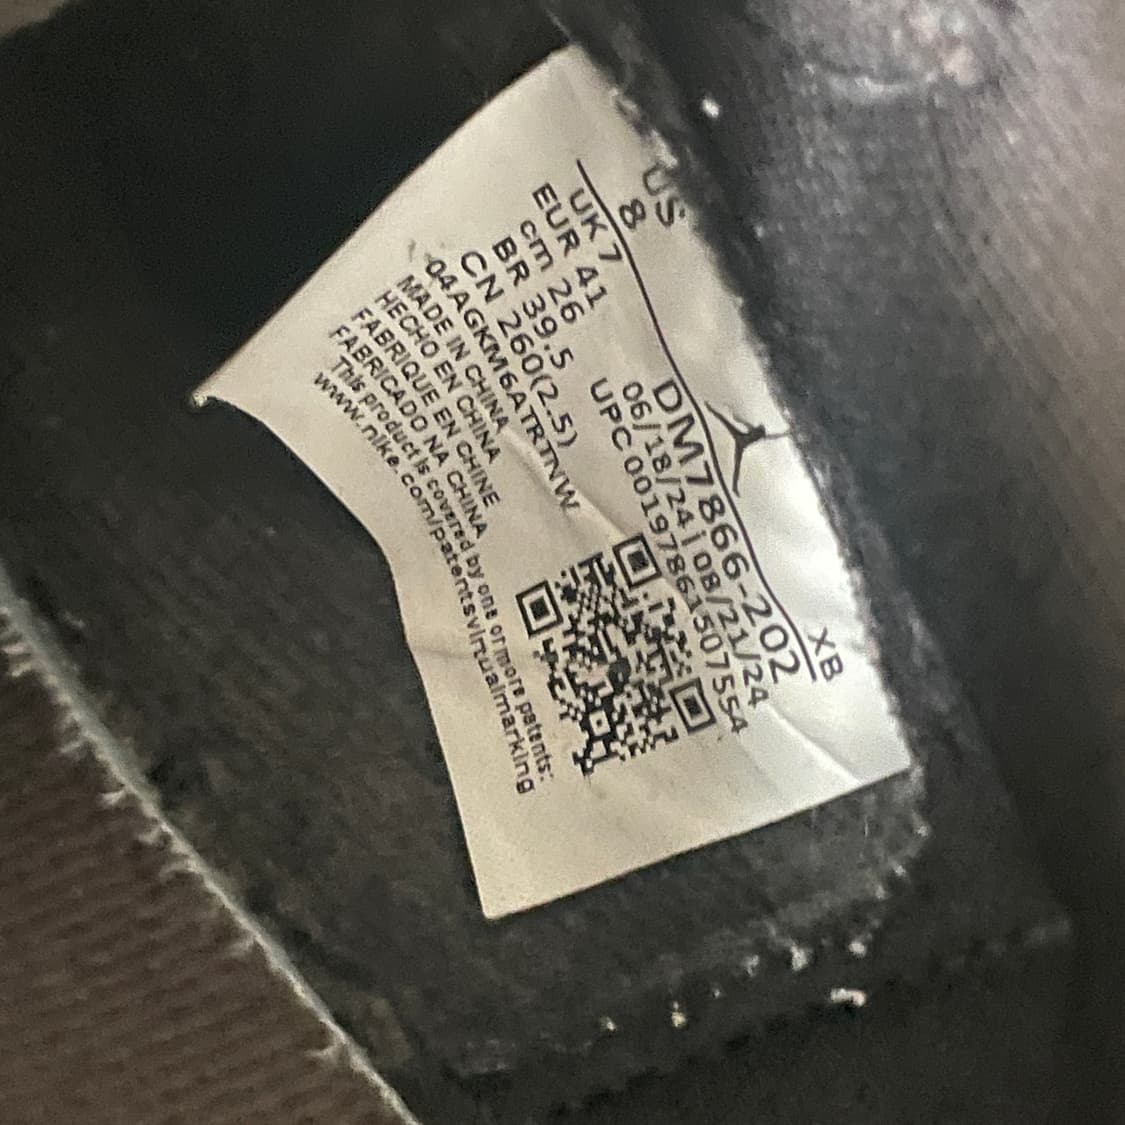 US
8
XB
UK 7
EUR 41
cm 26
BR 39.5
CN 260(2.5)
04AGKM6ATRTNW
MADE IN CHINA
HECHO EN CHINA
FABRIQUE EN CHINE
FABRICADO NA CHINA
This product is covered by one or more patents:
www.nike.com/patentsvirtualmarking
DM7866-202
06/18/24 | 08/21/24
UPC 00197861507554